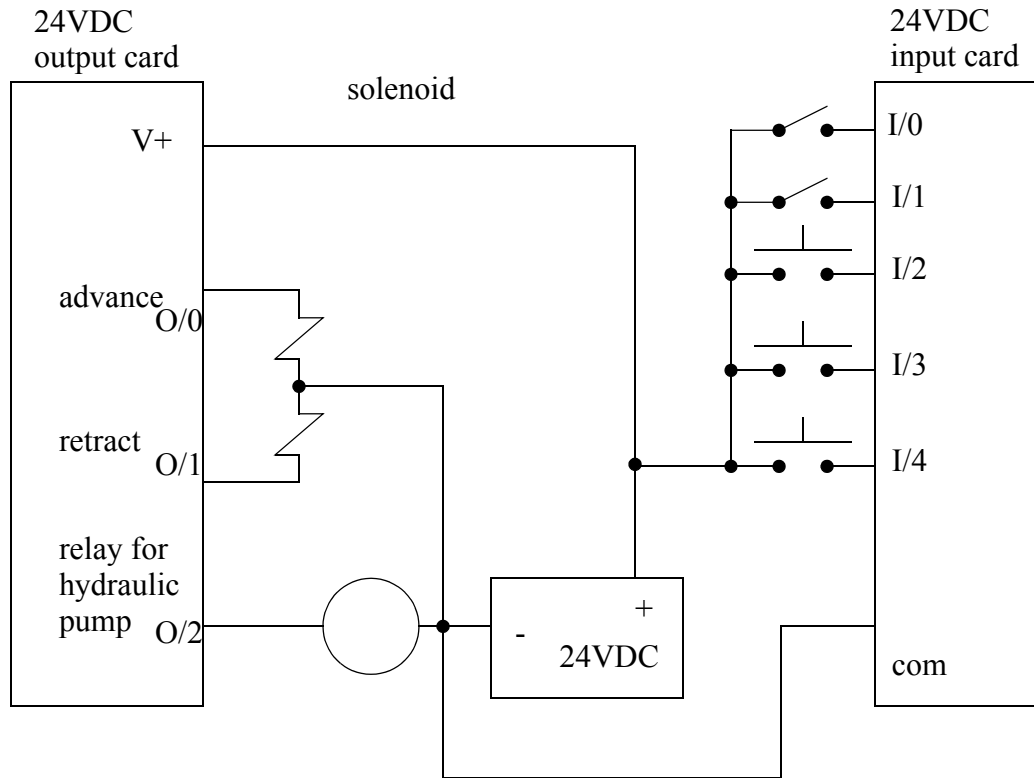 24VDC
output card
24VDC
input card
solenoid
V+
I/0
I/1
advance
O/0
I/2
I/3
retract
O/1
I/4
relay for
hydraulic
pump
O/2
+
-
24VDC
com